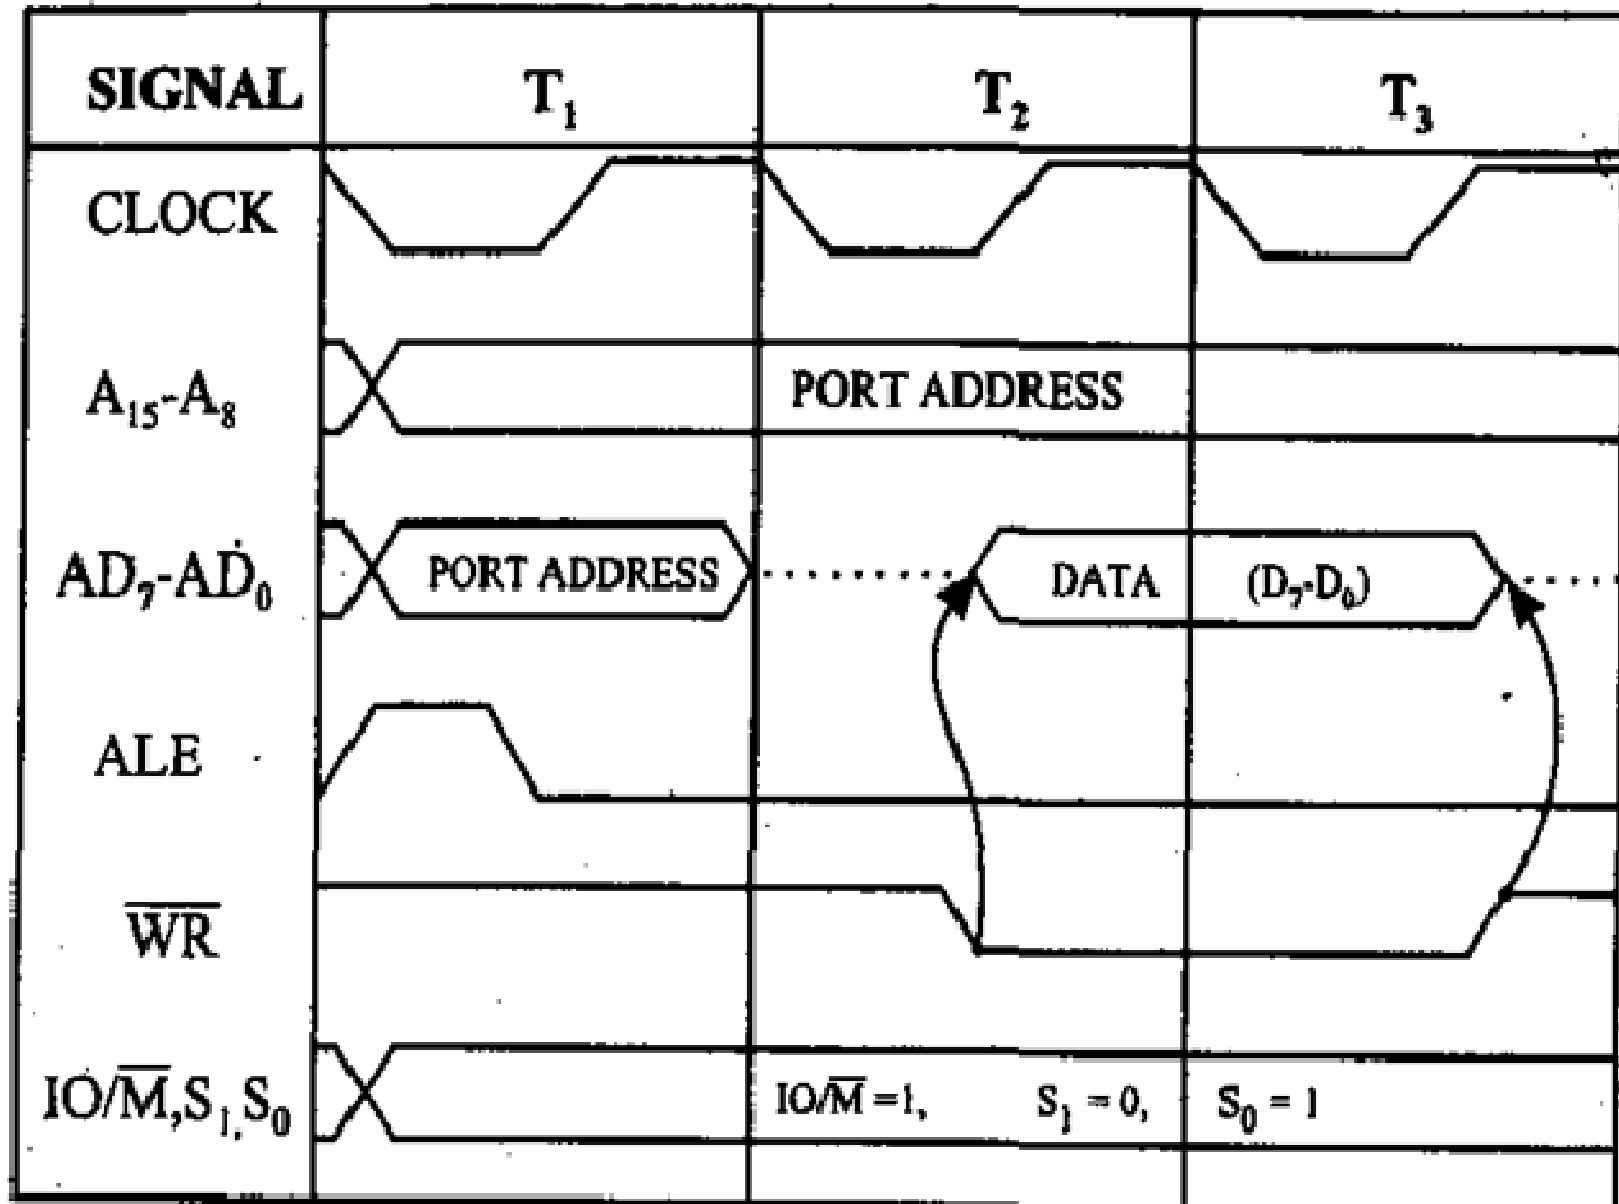 SIGNAL T₁ T₂ T₃
CLOCK
A₁₅-A₈ PORT ADDRESS
AD₇-AD₀ PORT ADDRESS DATA (D₇-D₀)
ALE
W̅R̅
IO/M̅,S₁,S₀ IO/M̅ =1, S₁ = 0, S₀ = 1